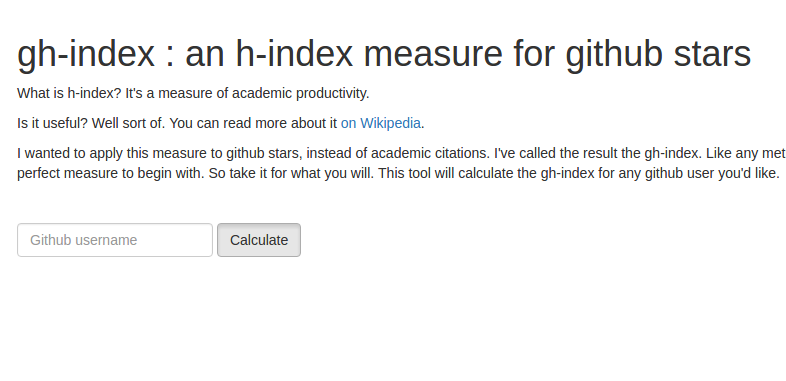 gh-index : an h-index measure for github stars
What is h-index? It's a measure of academic productivity.
Is it useful? Well sort of. You can read more about it on Wikipedia.
I wanted to apply this measure to github stars, instead of academic citations. I've called the result the gh-index. Like any met
perfect measure to begin with. So take it for what you will. This tool will calculate the gh-index for any github user you'd like.
Github username Calculate